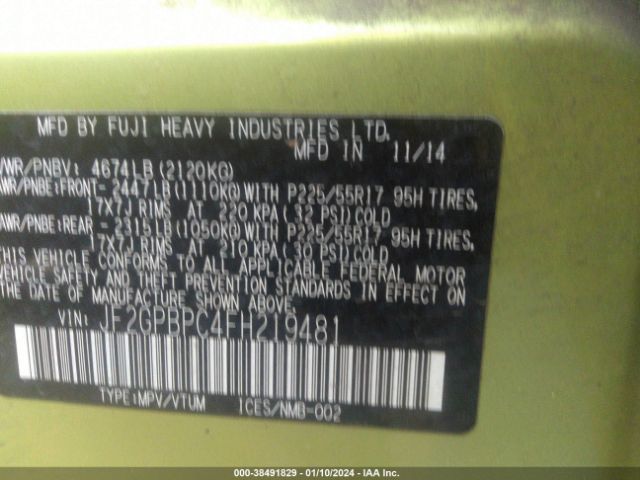 MFD BY FUJI HEAVY INDUSTRIES LTD.
MFD IN 11/14
VWR/PNBV: 4674LB(2120KG)
AWR/PNBE:FRONT- 2447LB(1110KG)WITH P225/55R17 95H TIRES,
17X7J RIMS AT 220 KPA(32 PSI)COLD
AWR/PNBE:REAR - 2315LB(1050KG)WITH P225/55R17 95H TIRES,
17X7J RIMS AT 210 KPA(30 PSI)COLD
THIS VEHICLE CONFORMS TO ALL APPLICABLE FEDERAL MOTOR
VEHICLE SAFETY AND THEFT PREVENTION STANDARDS IN EFFECT ON
THE DATE OF MANUFACTURE SHOWN ABOVE.
VIN: JF2GPBPC4FH219481
TYPE:MPV/VTUM ICES/NMB-002
000-38491829 - 01/10/2024 - IAA Inc.